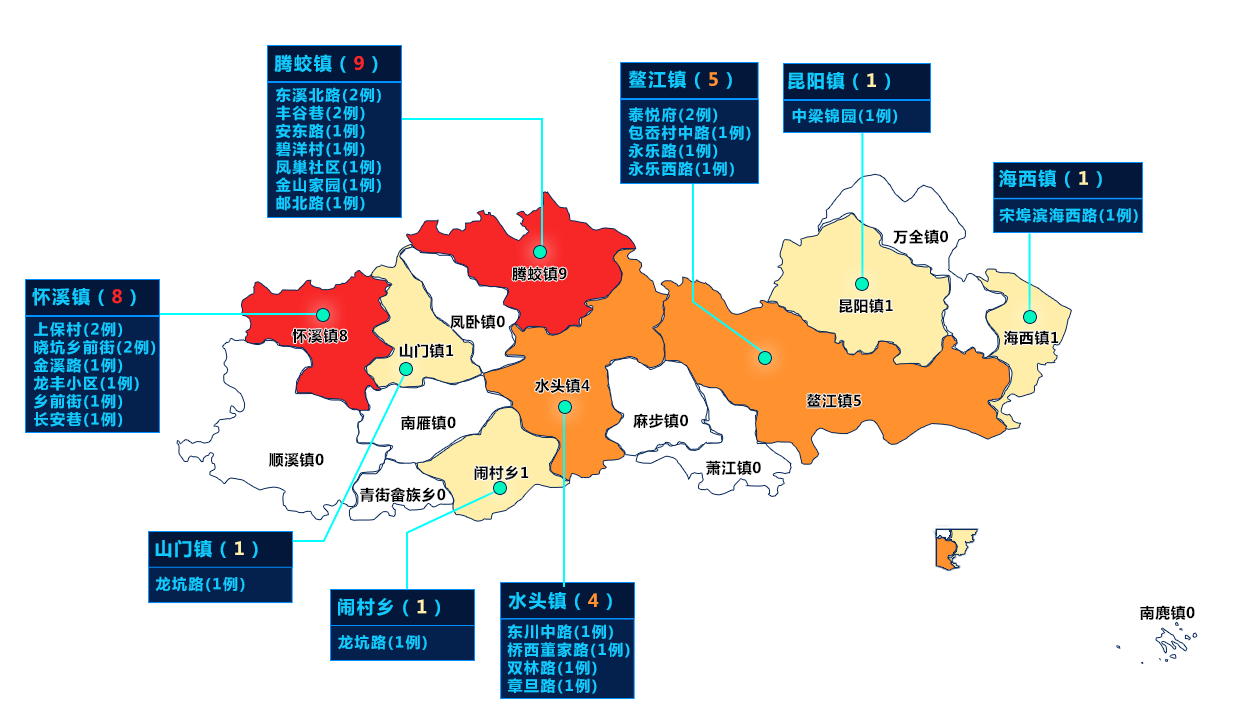 腾蛟镇（9）
东溪北路(2例)
丰谷巷(2例)
安东路(1例)
碧洋村(1例)
凤巢社区(1例)
金山家园(1例)
邮北路(1例)
鳌江镇（5）
泰悦府(2例)
包岙村中路(1例)
永乐路(1例)
永乐西路(1例)
昆阳镇（1）
中梁锦园(1例)
海西镇（1）
宋埠滨海西路(1例)
怀溪镇（8）
上保村(2例)
晓坑乡前街(2例)
金溪路(1例)
龙丰小区(1例)
乡前街(1例)
长安巷(1例)
万全镇0
腾蛟镇9
昆阳镇1
凤卧镇0
怀溪镇8
海西镇1
山门镇1
水头镇4
鳌江镇5
南雁镇0
麻步镇0
顺溪镇0
萧江镇0
闹村乡1
青街畲族乡0
山门镇（1）
龙坑路(1例)
闹村乡（1）
龙坑路(1例)
水头镇（4）
东川中路(1例)
桥西董家路(1例)
双林路(1例)
章旦路(1例)
南麂镇0